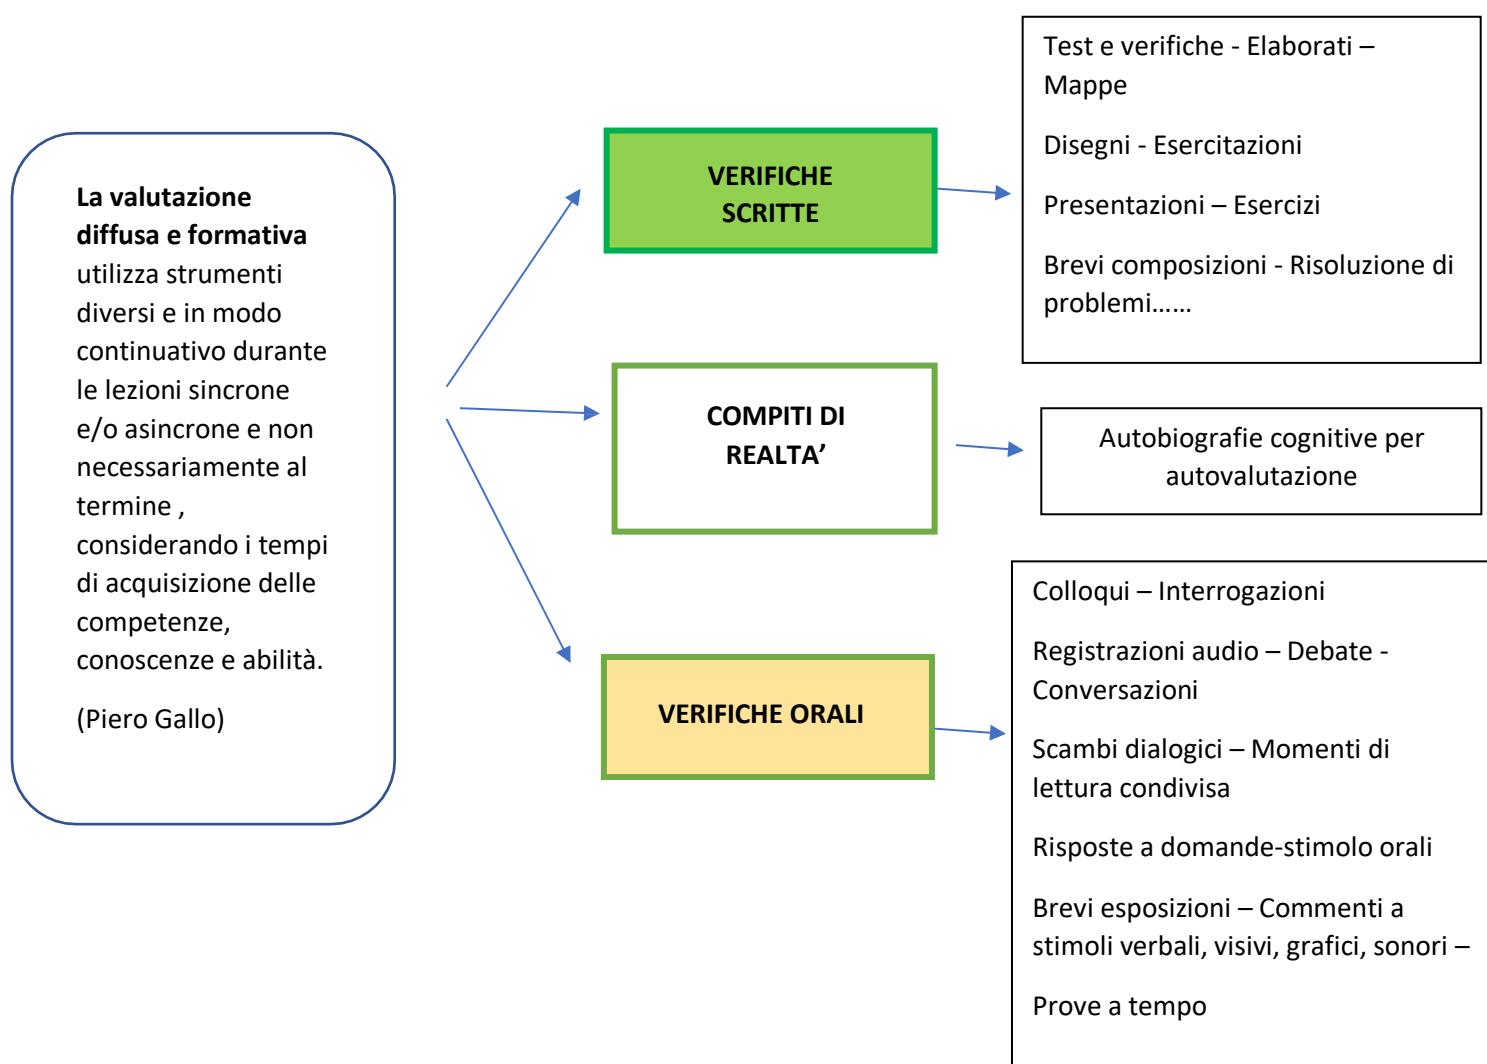 La valutazione
diffusa e formativa
utilizza strumenti
diversi e in modo
continuativo durante
le lezioni sincrone
e/o asincrone e non
necessariamente al
termine ,
considerando i tempi
di acquisizione delle
competenze,
conoscenze e abilità.
(Piero Gallo)
VERIFICHE
SCRITTE
Test e verifiche - Elaborati –
Mappe
Disegni - Esercitazioni
Presentazioni – Esercizi
Brevi composizioni - Risoluzione di
problemi……
COMPITI DI
REALTA’
Autobiografie cognitive per
autovalutazione
VERIFICHE ORALI
Colloqui – Interrogazioni
Registrazioni audio – Debate -
Conversazioni
Scambi dialogici – Momenti di
lettura condivisa
Risposte a domande-stimolo orali
Brevi esposizioni – Commenti a
stimoli verbali, visivi, grafici, sonori –
Prove a tempo